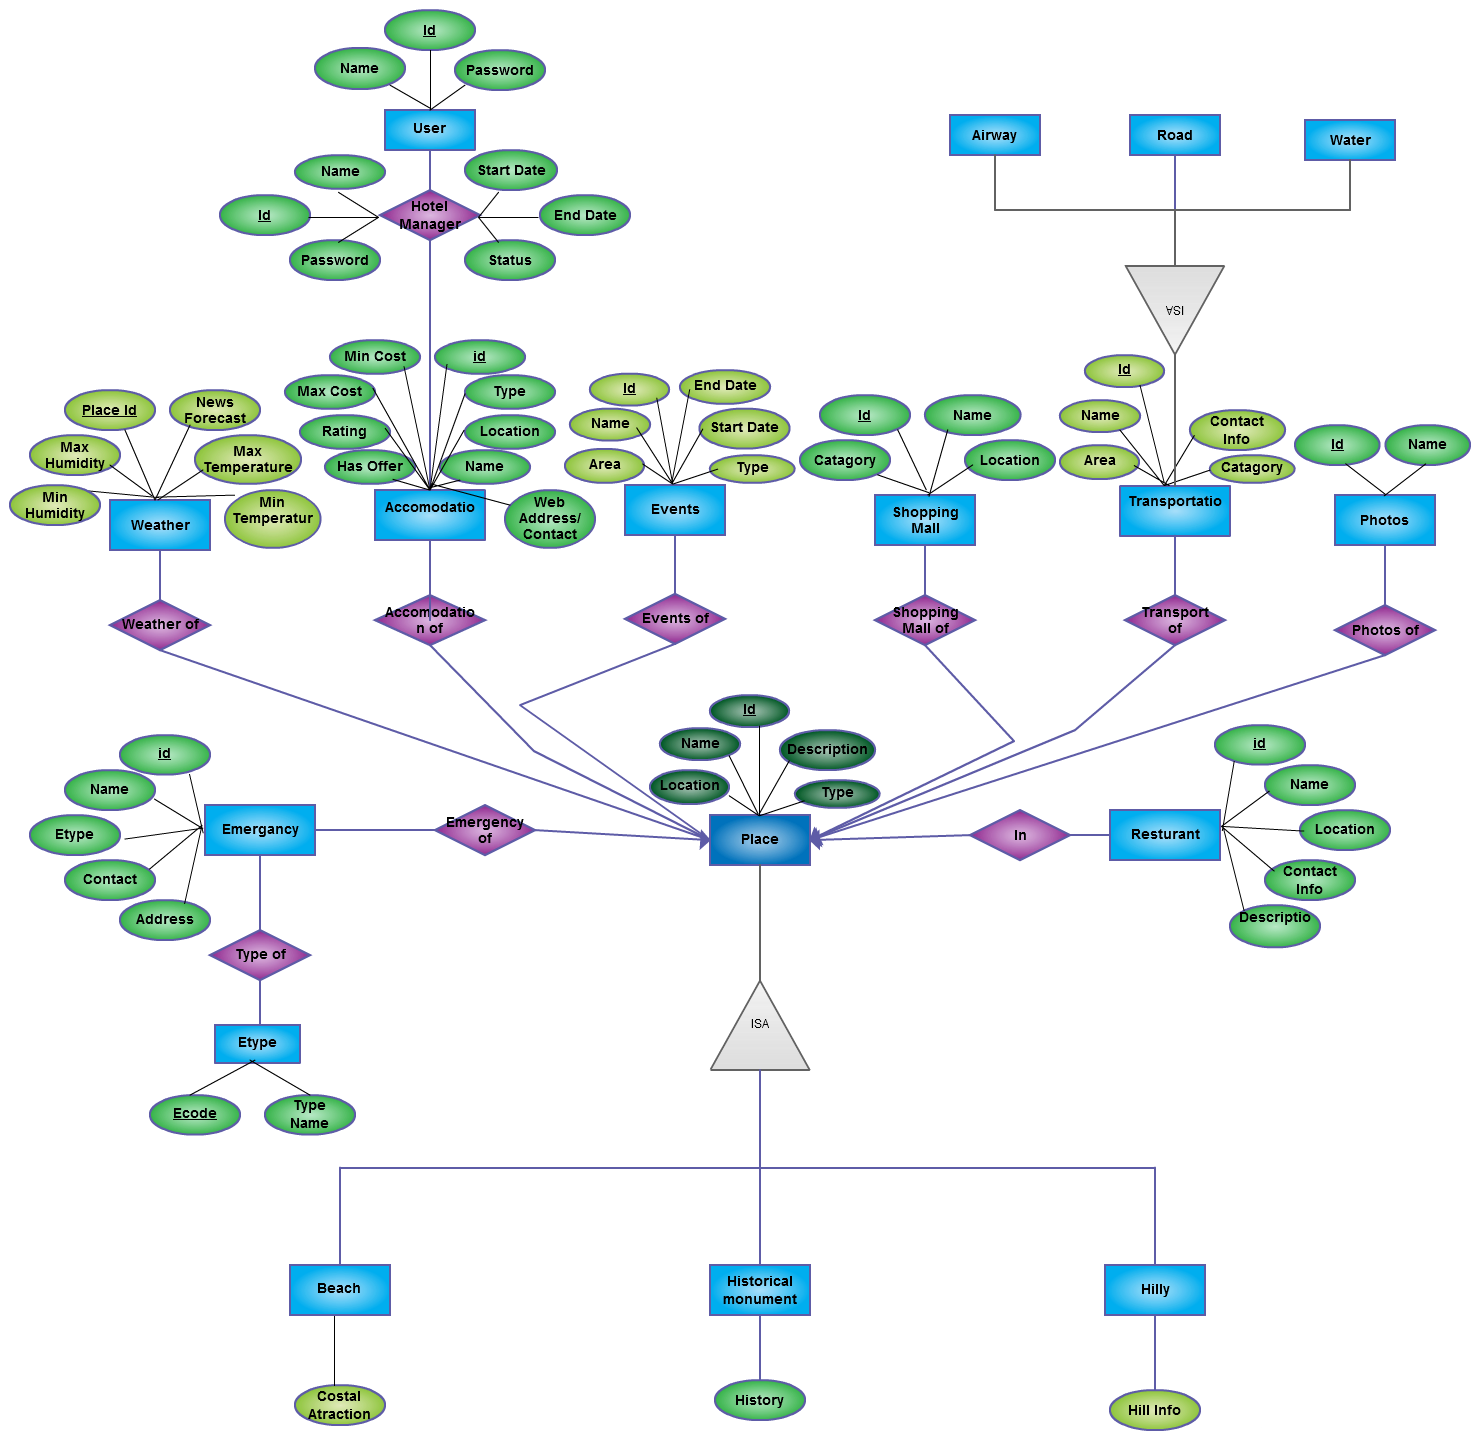 Id
Name
Password
User
Airway
Road
Water
Name
Start Date
Id
Hotel
Manager
End Date
Password
Status
ISA
Min Cost
id
Max Cost
Type
Rating
Location
Has Offer
Name
Accomodatio
Web
Address/
Contact
Place Id
News
Forecast
Max
Humidity
Max
Temperature
Min
Humidity
Min
Temperatur
Weather
Id
End Date
Name
Start Date
Area
Type
Events
Id
Name
Catagory
Location
Shopping
Mall
Id
Name
Contact
Info
Area
Catagory
Transportatio
Id
Name
Photos
Weather of
Accomodatio
n of
Events of
Shopping
Mall of
Transport
of
Photos of
Id
Name
Description
Location
Type
Place
id
Name
Etype
Contact
Address
Emergancy
Emergency
of
In
Resturant
id
Name
Location
Contact
Info
Descriptio
Type of
Etype
Ecode
Type
Name
ISA
Beach
Historical
monument
Hilly
Costal
Atraction
History
Hill Info